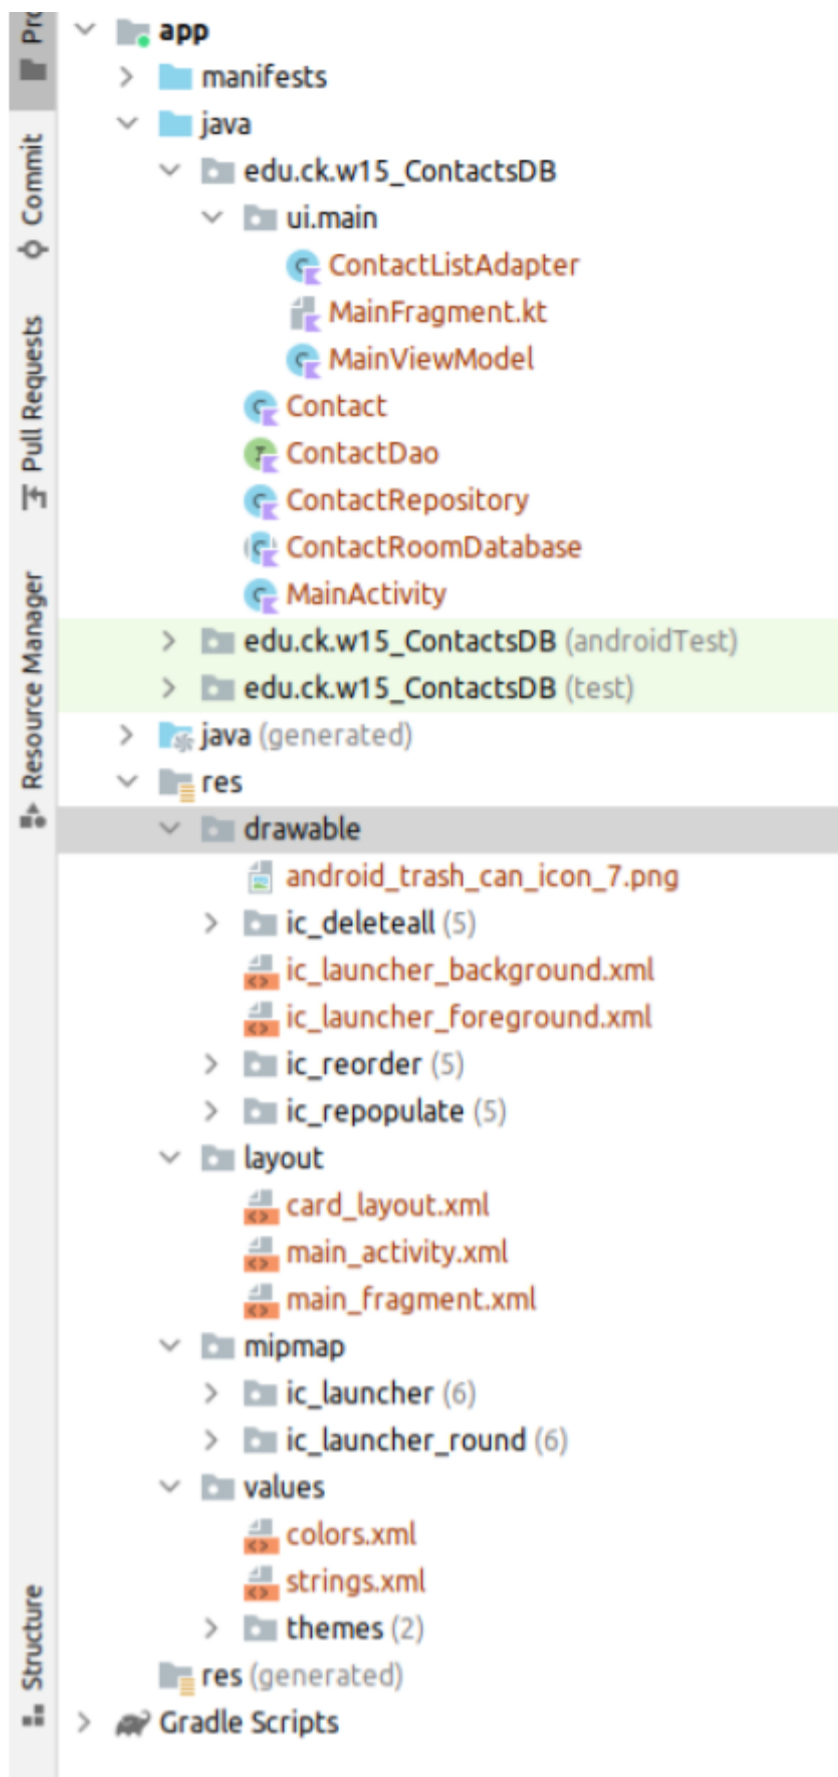 Pro
Commit
Pull Requests
Resource Manager
Structure
app
manifests
java
edu.ck.w15_ContactsDB
ui.main
ContactListAdapter
MainFragment.kt
MainViewModel
Contact
ContactDao
ContactRepository
ContactRoomDatabase
MainActivity
edu.ck.w15_ContactsDB (androidTest)
edu.ck.w15_ContactsDB (test)
java (generated)
res
drawable
android_trash_can_icon_7.png
ic_deleteall (5)
ic_launcher_background.xml
ic_launcher_foreground.xml
ic_reorder (5)
ic_repopulate (5)
layout
card_layout.xml
main_activity.xml
main_fragment.xml
mipmap
ic_launcher (6)
ic_launcher_round (6)
values
colors.xml
strings.xml
themes (2)
res (generated)
Gradle Scripts